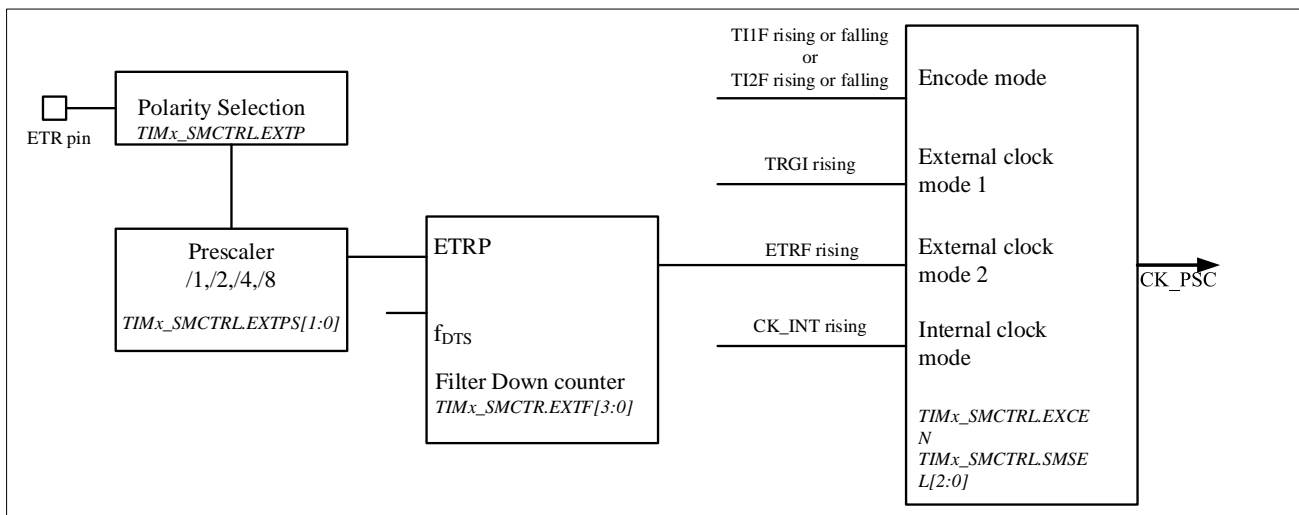 ETR pin
Polarity Selection
TIMx_SMCTRL.EXTP
Prescaler
/1,/2,/4,/8
TIMx_SMCTRL.EXTPS[1:0]
ETRP
fDTS
Filter Down counter
TIMx_SMCTR.EXTF[3:0]
TI1F rising or falling
or
TI2F rising or falling
TRGI rising
ETRF rising
CK_INT rising
Encode mode
External clock
mode 1
External clock
mode 2
Internal clock
mode
TIMx_SMCTRL.EXCE
N
TIMx_SMCTRL.SMSE
L[2:0]
CK_PSC